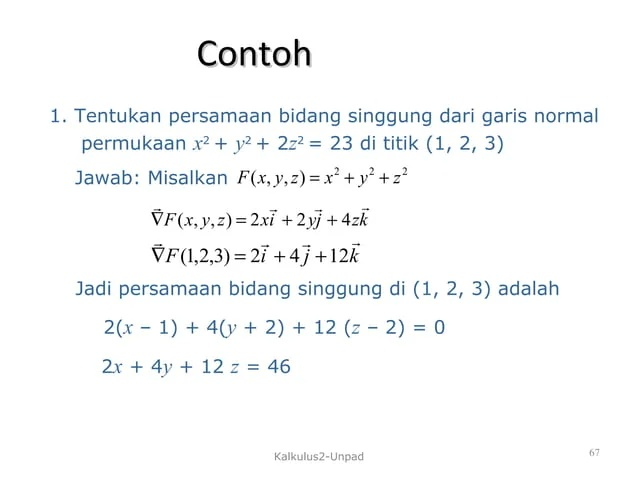 Contoh
1. Tentukan persamaan bidang singgung dari garis normal
permukaan x² + y² + 2z² = 23 di titik (1, 2, 3)
Jawab: Misalkan F(x, y, z) = x² + y² + z²
∇⃗F(x, y, z) = 2xi⃗ + 2yj⃗ + 4zk⃗
∇⃗F(1,2,3) = 2i⃗ + 4j⃗ + 12k⃗
Jadi persamaan bidang singgung di (1, 2, 3) adalah
2(x – 1) + 4(y + 2) + 12 (z – 2) = 0
2x + 4y + 12 z = 46
Kalkulus2-Unpad
67